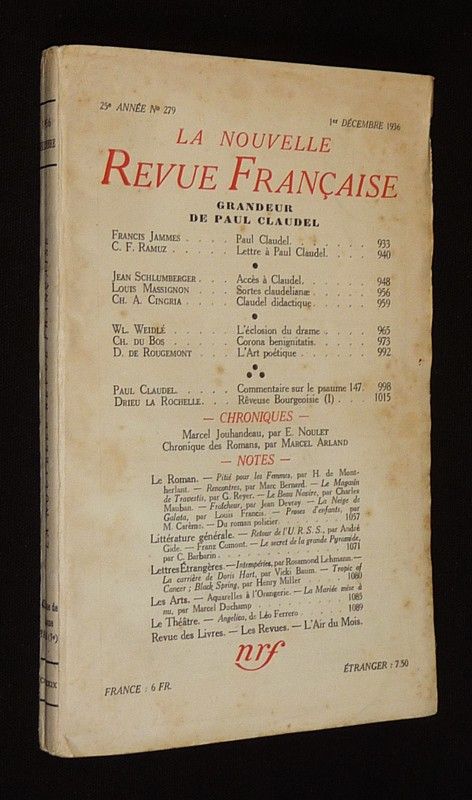 25e ANNÉE No 279
1er DÉCEMBRE 1936
LA NOUVELLE
REVUE FRANÇAISE
GRANDEUR
DE PAUL CLAUDEL
FRANCIS JAMMES . . . . Paul Claudel. . . . . . . . 933
C. F. RAMUZ . . . . . Lettre à Paul Claudel. . . . . 940
JEAN SCHLUMBERGER . . . Accès à Claudel. . . . . . . 948
LOUIS MASSIGNON . . . Sortes claudelianæ . . . . . 956
CH. A. CINGRIA . . . . Claudel didactique. . . . . . 959
WL. WEIDLÉ . . . . . L'éclosion du drame . . . . . 965
CH. DU BOS . . . . . Corona benignitatis. . . . . . 973
D. DE ROUGEMONT . . . L'Art poétique . . . . . . . 992
PAUL CLAUDEL. . . . . Commentaire sur le psaume 147. 998
DRIEU LA ROCHELLE. . . Rêveuse Bourgeoisie (I) . . . . 1015
— CHRONIQUES —
Marcel Jouhandeau, par E. NOULET
Chronique des Romans, par MARCEL ARLAND
— NOTES —
Le Roman. — Pitié pour les Femmes, par H. de Mont-
herlant. — Rencontres, par Marc Bernard. — Le Magasin
de Travestis, par G. Reyer. — Le Beau Navire, par Charles
Mauban. — Fraîcheur, par Jean Devray — La Neige de
Galata, par Louis Francis. — Proses d'enfants, par
M. Carême. — Du roman policier. . . . . . . . 1057
Littérature générale. — Retour de l'U.R.S.S., par André
Gide. — Franz Cumont. — Le secret de la grande Pyramide,
par C. Barbarin . . . . . . . . . . 1071
Lettres Étrangères. — Intempéries, par Rosamond Lehmann. —
La carrière de Doris Hart, par Vicki Baum. — Tropic of
Cancer ; Black Spring, par Henry Miller . . . . 1080
Les Arts. — Aquarelles à l'Orangerie. — La Mariée mise à
nu, par Marcel Duchamp . . . . . . . . 1085
Le Théâtre. — Angelica, de Léo Ferrero . . . . . 1089
Revue des Livres. — Les Revues. — L'Air du Mois.
nrf
FRANCE : 6 FR.
ÉTRANGER : 7.50